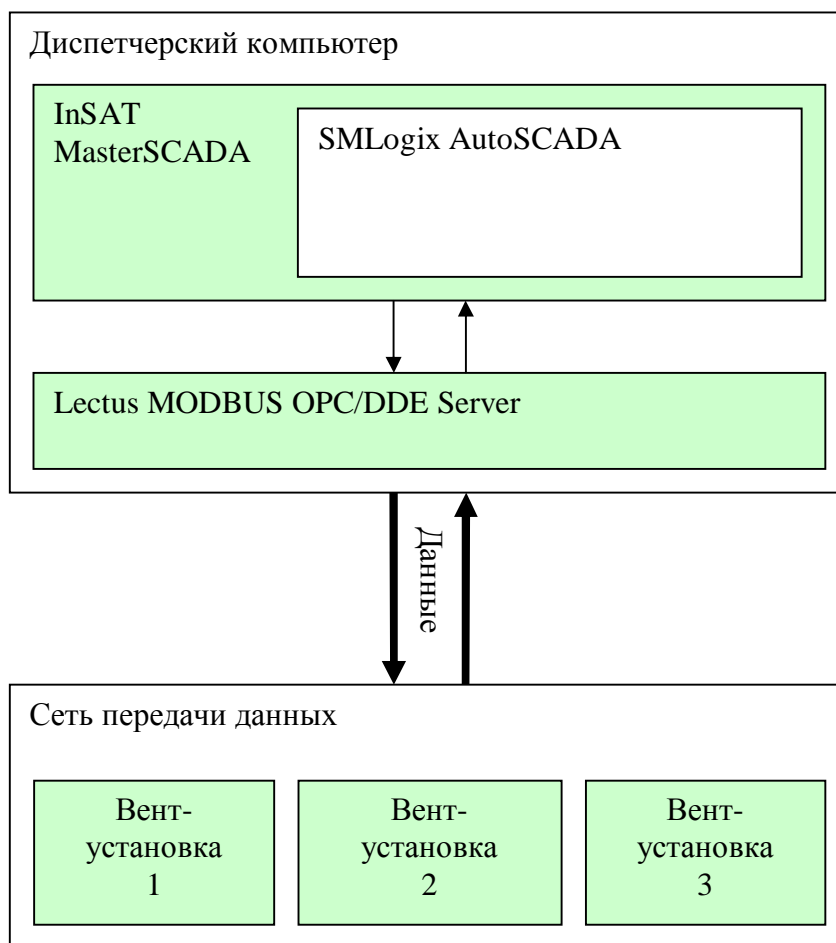 Диспетчерский компьютер
InSAT
MasterSCADA
SMLogix AutoSCADA
Lectus MODBUS OPC/DDE Server
Данные
Сеть передачи данных
Вент-
установка
1
Вент-
установка
2
Вент-
установка
3